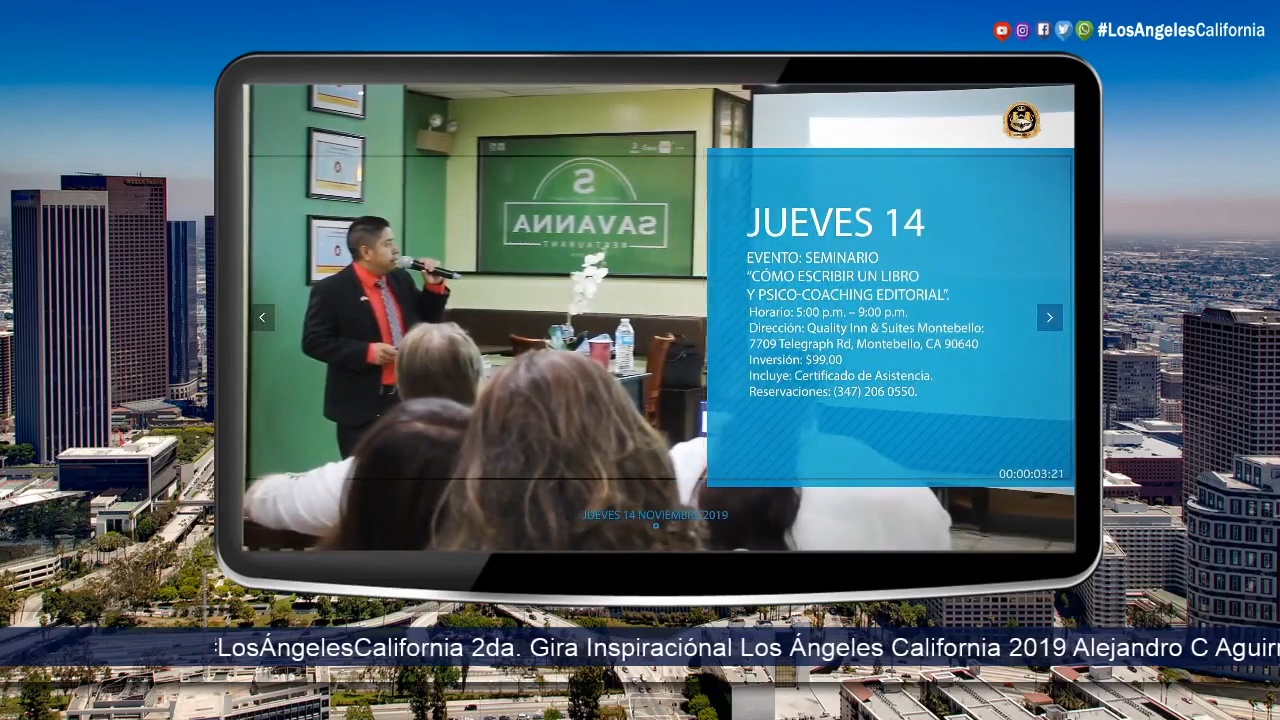 #LosAngelesCalifornia
SAVANNA
RESTAURANT
JUEVES 14
EVENTO: SEMINARIO
“CÓMO ESCRIBIR UN LIBRO
Y PSICO-COACHING EDITORIAL”.
Horario: 5:00 p.m. – 9:00 p.m.
Dirección: Quality Inn & Suites Montebello:
7709 Telegraph Rd, Montebello, CA 90640
Inversión: $99.00
Incluye: Certificado de Asistencia.
Reservaciones: (347) 206 0550.
00:00:03;21
JUEVES 14 NOVIEMBRE 2019
LosÁngelesCalifornia 2da. Gira Inspiraciónal Los Ángeles California 2019 Alejandro C Aguirr